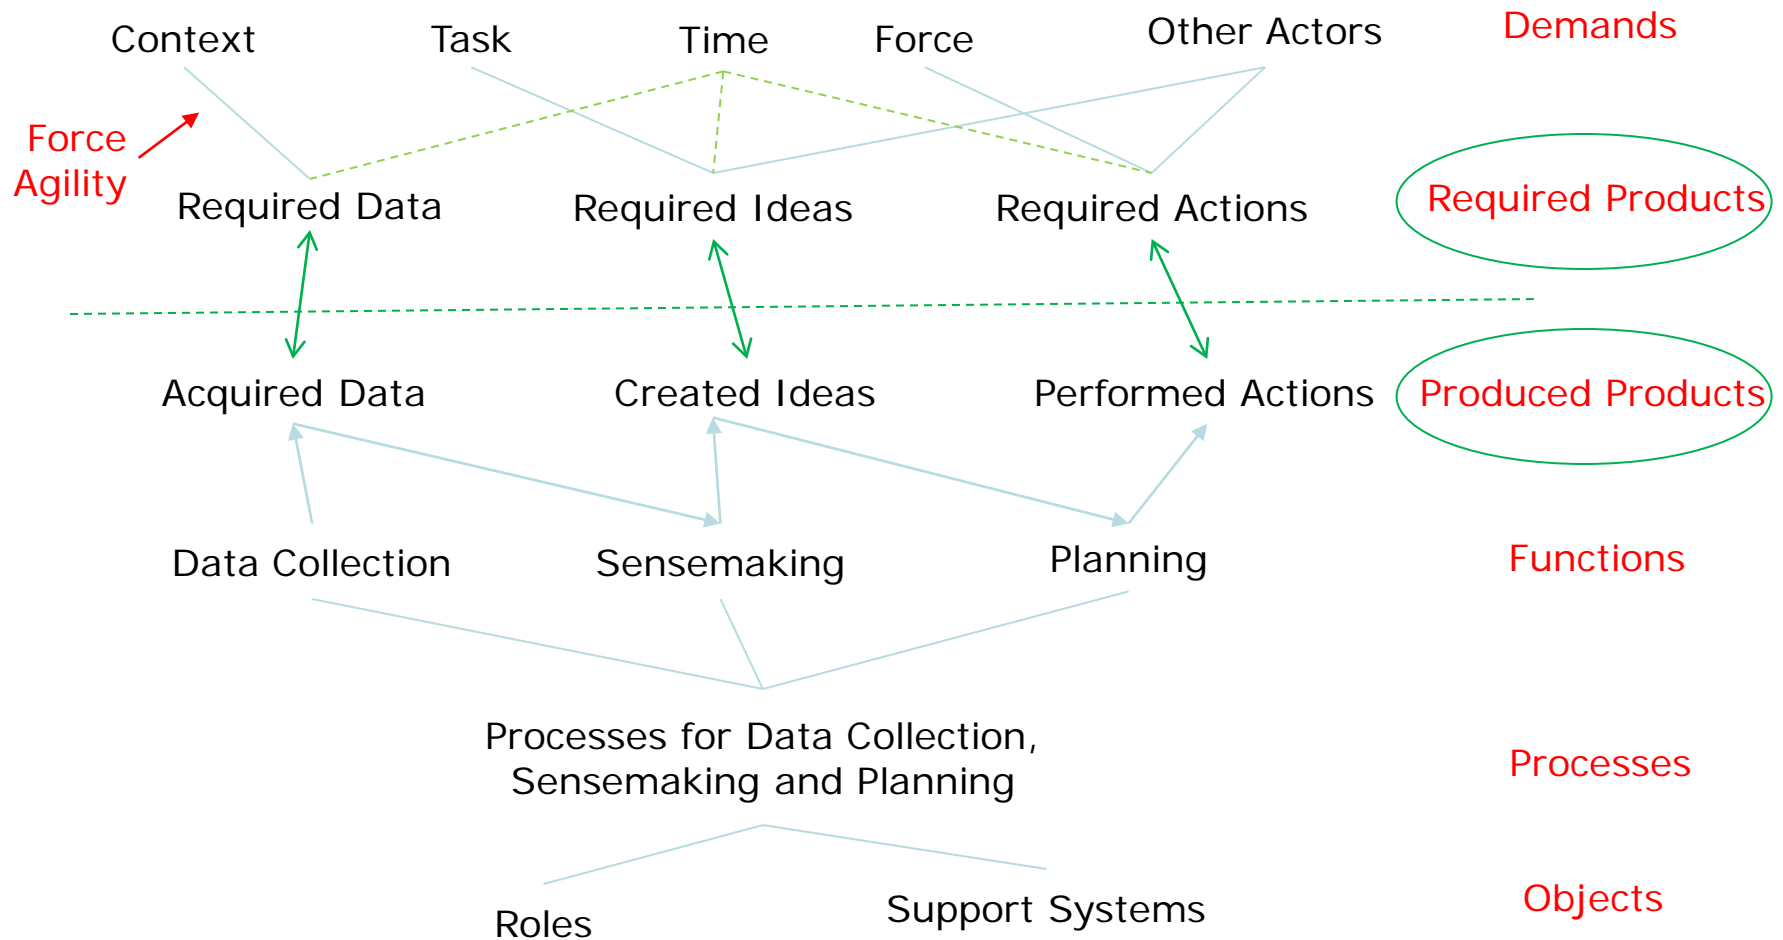 Context Task Time Force Other Actors Demands
Force
Agility
Required Data Required Ideas Required Actions Required Products
Acquired Data Created Ideas Performed Actions Produced Products
Data Collection Sensemaking Planning Functions
Processes for Data Collection,
Sensemaking and Planning
Processes
Roles Support Systems Objects